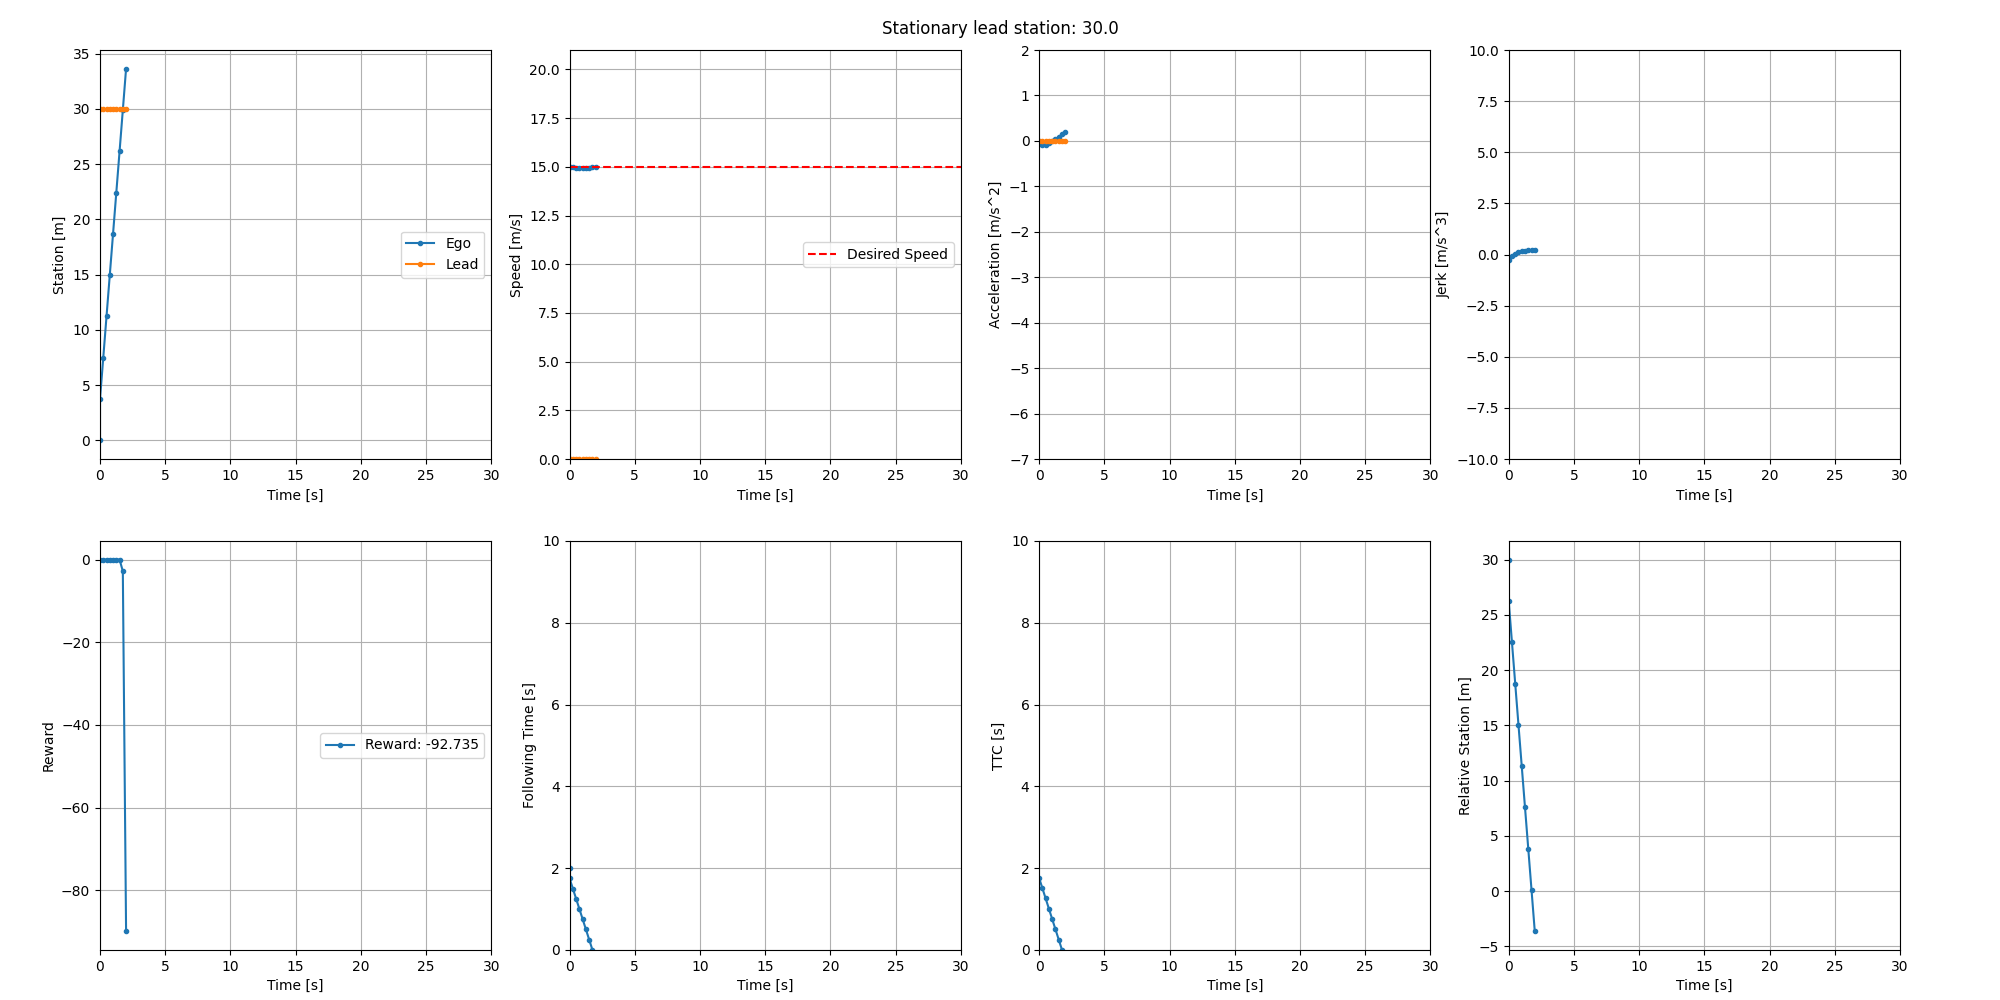 Stationary lead station: 30.0
35
30
25
20
15
10
5
0
Station [m]
Ego
Lead
0 5 10 15 20 25 30
Time [s]
20.0
17.5
15.0
12.5
10.0
7.5
5.0
2.5
0.0
Speed [m/s]
Desired Speed
0 5 10 15 20 25 30
Time [s]
2
1
0
−1
−2
−3
−4
−5
−6
−7
Acceleration [m/s^2]
0 5 10 15 20 25 30
Time [s]
10.0
7.5
5.0
2.5
0.0
−2.5
−5.0
−7.5
−10.0
Jerk [m/s^3]
0 5 10 15 20 25 30
Time [s]
0
−20
−40
−60
−80
Reward
Reward: -92.735
0 5 10 15 20 25 30
Time [s]
10
8
6
4
2
0
Following Time [s]
0 5 10 15 20 25 30
Time [s]
10
8
6
4
2
0
TTC [s]
0 5 10 15 20 25 30
Time [s]
30
25
20
15
10
5
0
−5
Relative Station [m]
0 5 10 15 20 25 30
Time [s]